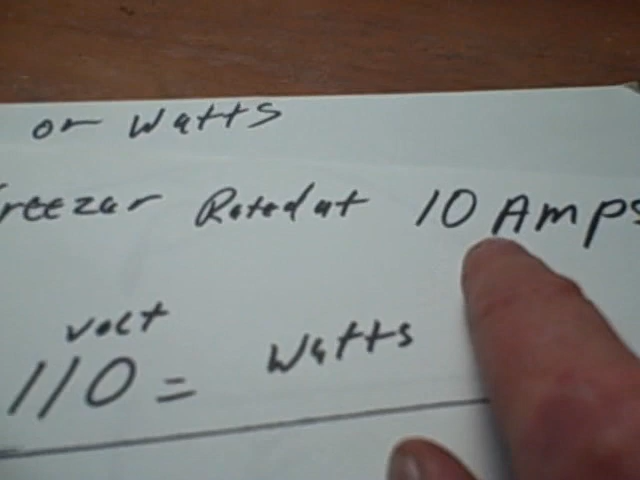 or Watts
reezer Rated at 10 Amps
volt
110 = Watts